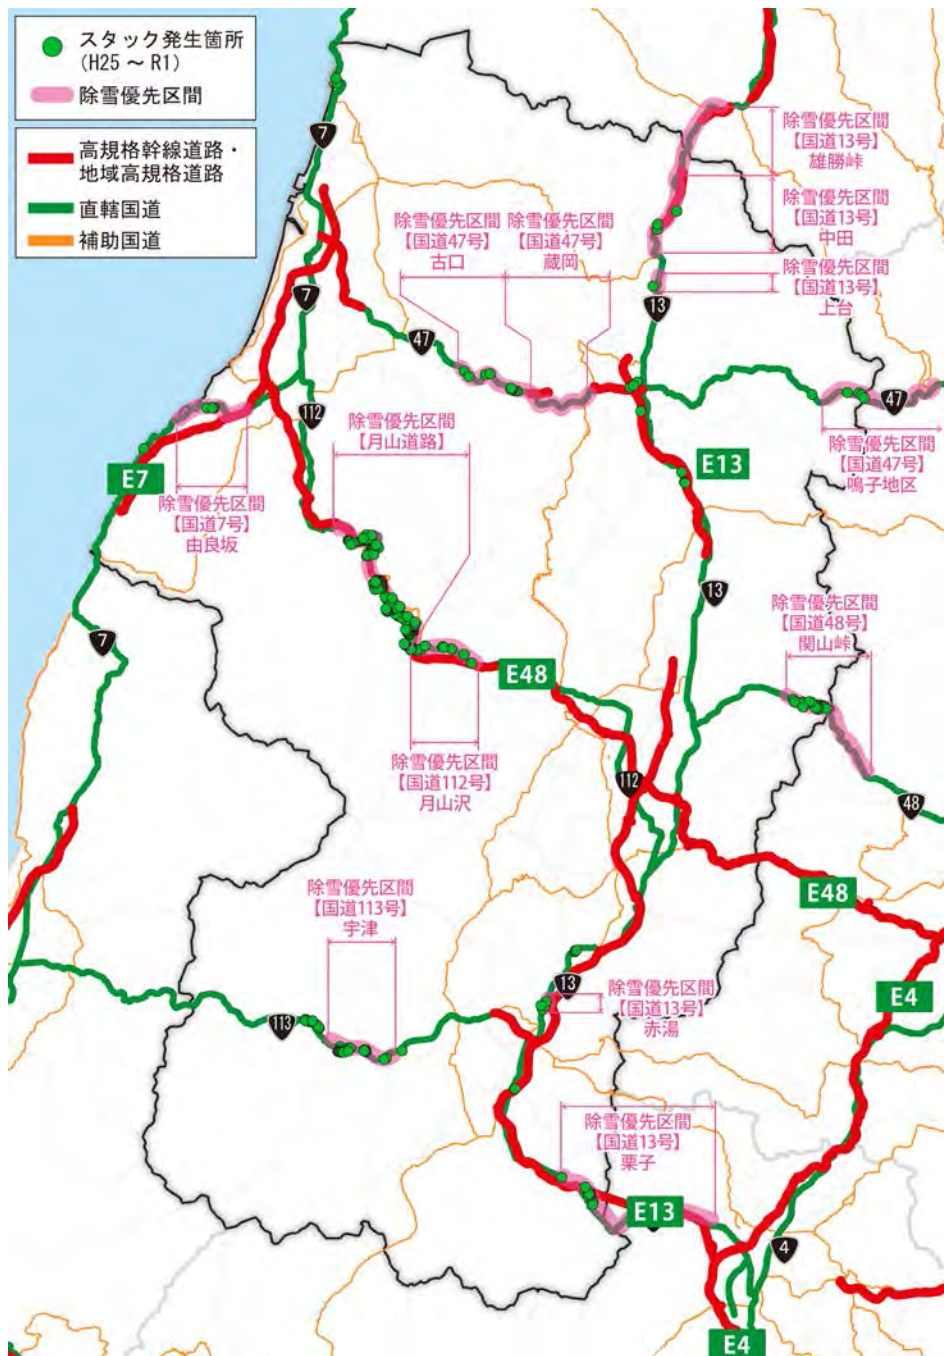 スタック発生箇所
(H25 ～ R1)
除雪優先区間
高規格幹線道路・
地域高規格道路
直轄国道
補助国道
7
除雪優先区間
【国道13号】
雄勝峠
除雪優先区間
【国道13号】
中田
除雪優先区間
【国道13号】
上台
除雪優先区間
【国道47号】
古口
除雪優先区間
【国道47号】
蔵岡
7
13
47
112
47
除雪優先区間
【月山道路】
E7
E13
除雪優先区間
【国道47号】
鳴子地区
除雪優先区間
【国道7号】
由良坂
13
7
除雪優先区間
【国道48号】
関山峠
E48
除雪優先区間
【国道112号】
月山沢
112
48
E48
除雪優先区間
【国道113号】
宇津
13
除雪優先区間
【国道13号】
赤湯
E4
113
除雪優先区間
【国道13号】
栗子
E13
4
E4